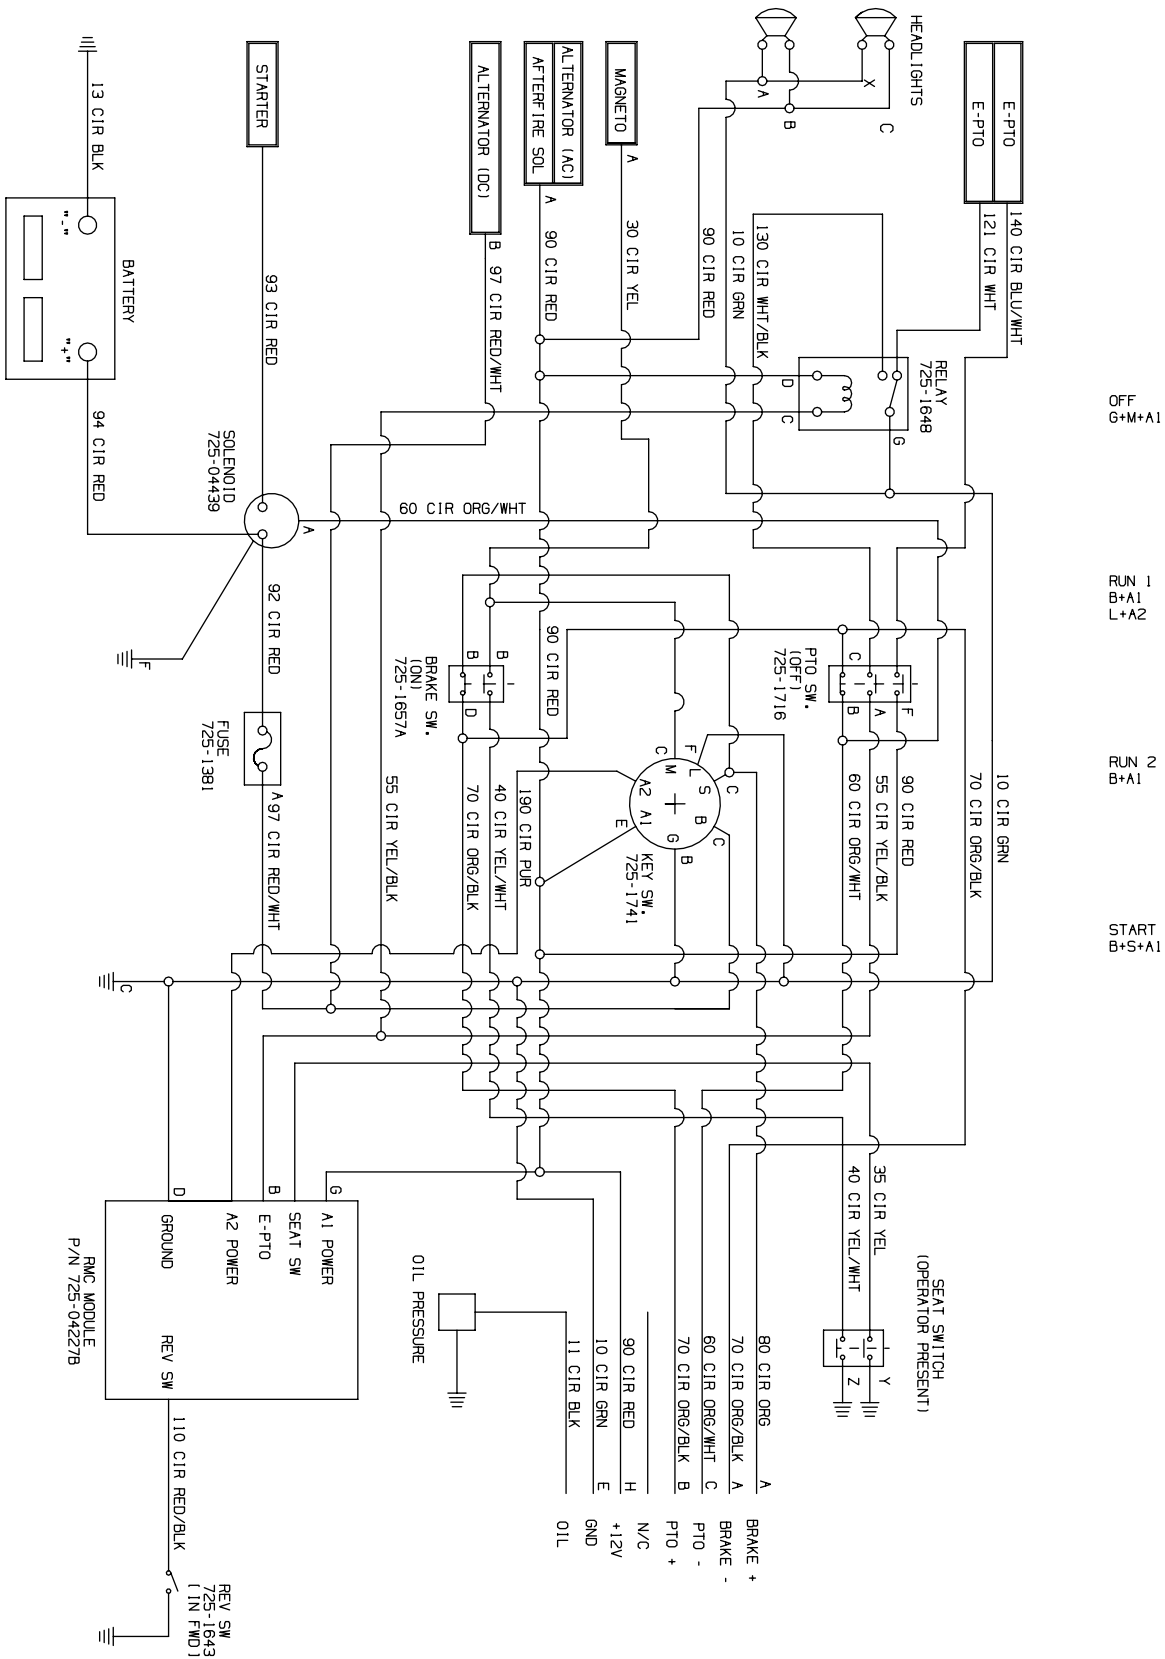 HEADLIGHTS
X
A
B
C
E-PTO
E-PTO
140 CIR BLU/WHT
121 CIR WHT
MAGNETO
A
30 CIR YEL
ALTERNATOR (AC)
AFTERFIRE SOL
A
90 CIR RED
ALTERNATOR (DC)
B
97 CIR RED/WHT
STARTER
93 CIR RED
13 CIR BLK
BATTERY
"-"
"+"
94 CIR RED
90 CIR RED
10 CIR GRN
130 CIR WHT/BLK
RELAY
725-1648
D
C
G
OFF
G+M+A1
RUN 1
B+A1
L+A2
RUN 2
B+A1
START
B+S+A1
SOLENOID
725-04439
A
60 CIR ORG/WHT
92 CIR RED
F
FUSE
725-1381
A
97 CIR RED/WHT
55 CIR YEL/BLK
BRAKE SW.
(ON)
725-1657A
B
B
D
90 CIR RED
70 CIR ORG/BLK
40 CIR YEL/WHT
190 CIR PUR
PTO SW.
(OFF)
725-1716
C
B
A
F
60 CIR ORG/WHT
55 CIR YEL/BLK
90 CIR RED
70 CIR ORG/BLK
10 CIR GRN
KEY SW.
725-1741
C
F
C
C
B
E
M
L
S
B
G
A1
A2
C
D
B
G
GROUND
A2 POWER
E-PTO
SEAT SW
A1 POWER
REV SW
RMC MODULE
P/N 725-04227B
110 CIR RED/BLK
REV SW
725-1643
[ IN FWD]
OIL PRESSURE
11 CIR BLK
10 CIR GRN
90 CIR RED
70 CIR ORG/BLK
60 CIR ORG/WHT
70 CIR ORG/BLK
80 CIR ORG
E
H
B
C
A
A
OIL
GND
+12V
N/C
PTO +
PTO -
BRAKE -
BRAKE +
40 CIR YEL/WHT
35 CIR YEL
SEAT SWITCH
(OPERATOR PRESENT)
Y
Z